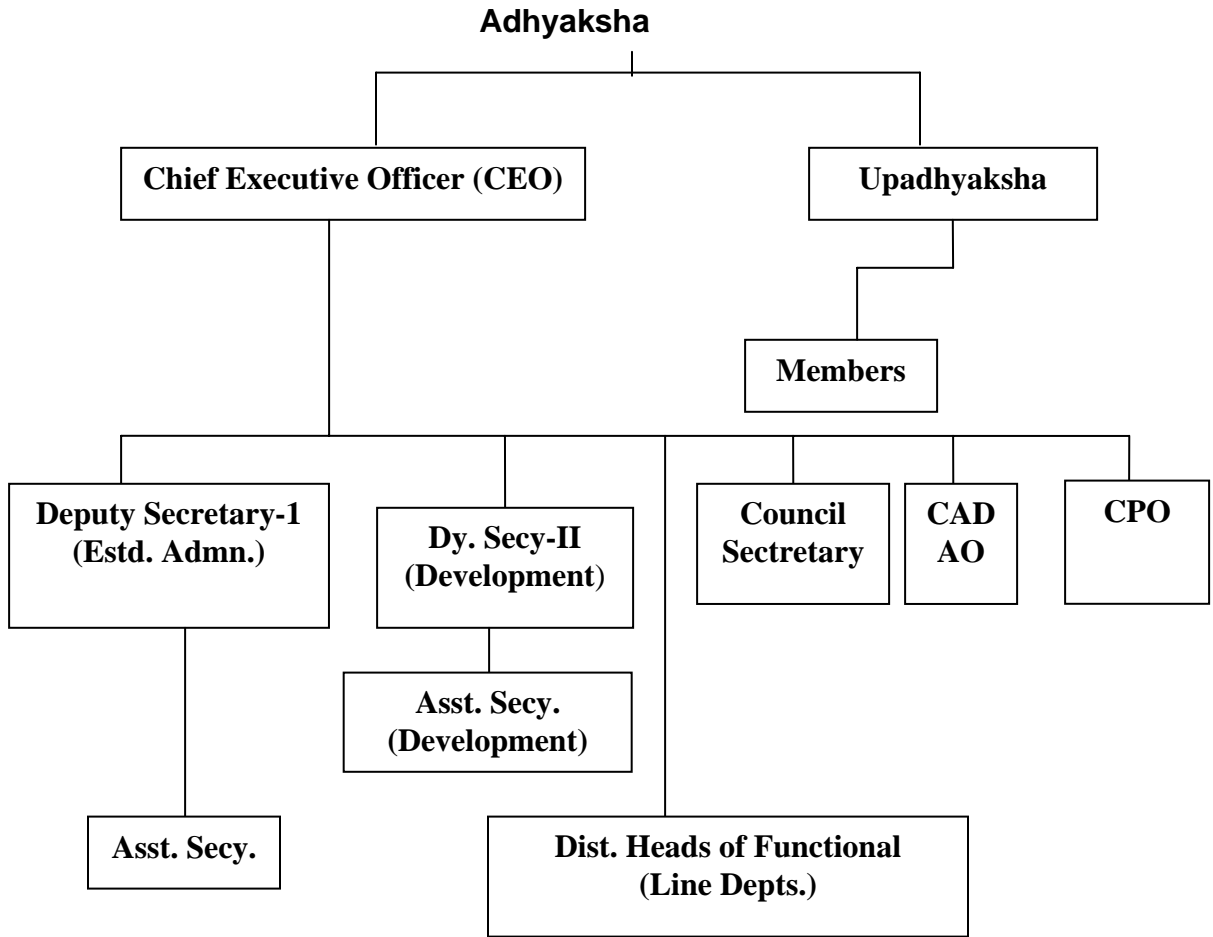 Adhyaksha
Chief Executive Officer (CEO)
Upadhyaksha
Members
Deputy Secretary-1
(Estd. Admn.)
Dy. Secy-II
(Development)
Council
Sectretary
CAD
AO
CPO
Asst. Secy.
(Development)
Asst. Secy.
Dist. Heads of Functional
(Line Depts.)